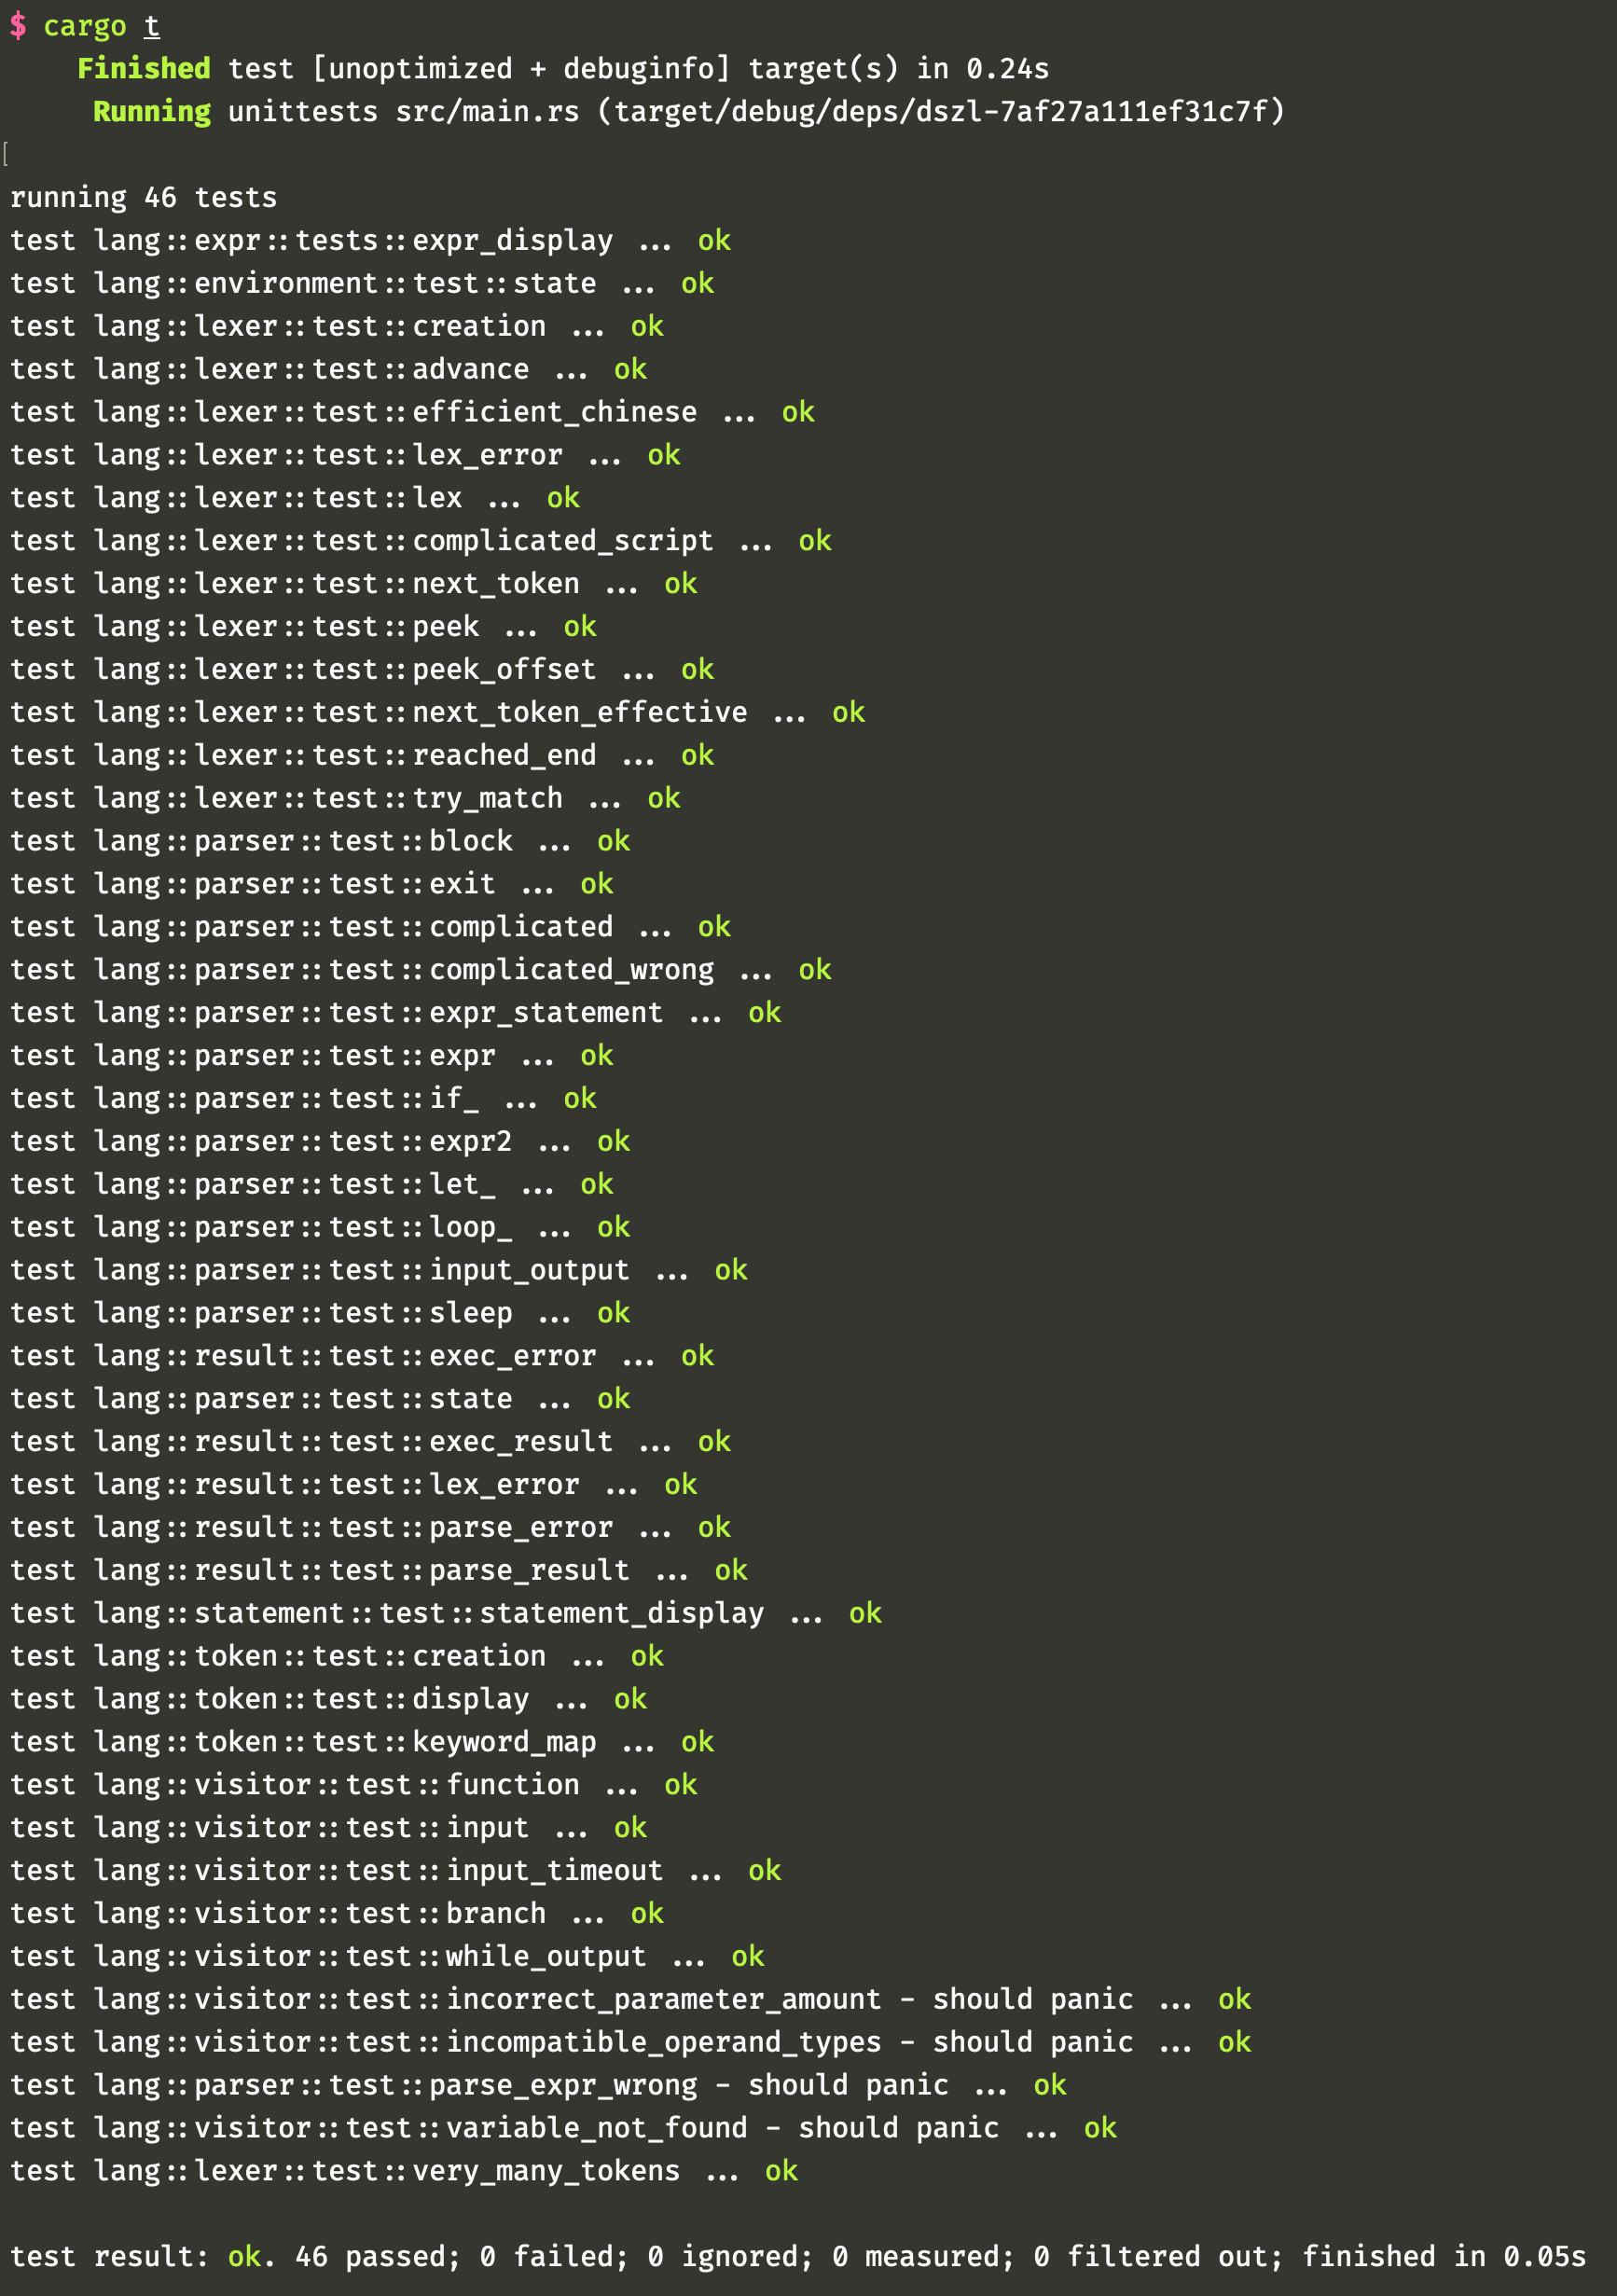 $ cargo t
    Finished test [unoptimized + debuginfo] target(s) in 0.24s
     Running unittests src/main.rs (target/debug/deps/dszl-7af27a111ef31c7f)
[
running 46 tests
test lang::expr::tests::expr_display ... ok
test lang::environment::test::state ... ok
test lang::lexer::test::creation ... ok
test lang::lexer::test::advance ... ok
test lang::lexer::test::efficient_chinese ... ok
test lang::lexer::test::lex_error ... ok
test lang::lexer::test::lex ... ok
test lang::lexer::test::complicated_script ... ok
test lang::lexer::test::next_token ... ok
test lang::lexer::test::peek ... ok
test lang::lexer::test::peek_offset ... ok
test lang::lexer::test::next_token_effective ... ok
test lang::lexer::test::reached_end ... ok
test lang::lexer::test::try_match ... ok
test lang::parser::test::block ... ok
test lang::parser::test::exit ... ok
test lang::parser::test::complicated ... ok
test lang::parser::test::complicated_wrong ... ok
test lang::parser::test::expr_statement ... ok
test lang::parser::test::expr ... ok
test lang::parser::test::if_ ... ok
test lang::parser::test::expr2 ... ok
test lang::parser::test::let_ ... ok
test lang::parser::test::loop_ ... ok
test lang::parser::test::input_output ... ok
test lang::parser::test::sleep ... ok
test lang::result::test::exec_error ... ok
test lang::parser::test::state ... ok
test lang::result::test::exec_result ... ok
test lang::result::test::lex_error ... ok
test lang::result::test::parse_error ... ok
test lang::result::test::parse_result ... ok
test lang::statement::test::statement_display ... ok
test lang::token::test::creation ... ok
test lang::token::test::display ... ok
test lang::token::test::keyword_map ... ok
test lang::visitor::test::function ... ok
test lang::visitor::test::input ... ok
test lang::visitor::test::input_timeout ... ok
test lang::visitor::test::branch ... ok
test lang::visitor::test::while_output ... ok
test lang::visitor::test::incorrect_parameter_amount - should panic ... ok
test lang::visitor::test::incompatible_operand_types - should panic ... ok
test lang::parser::test::parse_expr_wrong - should panic ... ok
test lang::visitor::test::variable_not_found - should panic ... ok
test lang::lexer::test::very_many_tokens ... ok
test result: ok. 46 passed; 0 failed; 0 ignored; 0 measured; 0 filtered out; finished in 0.05s